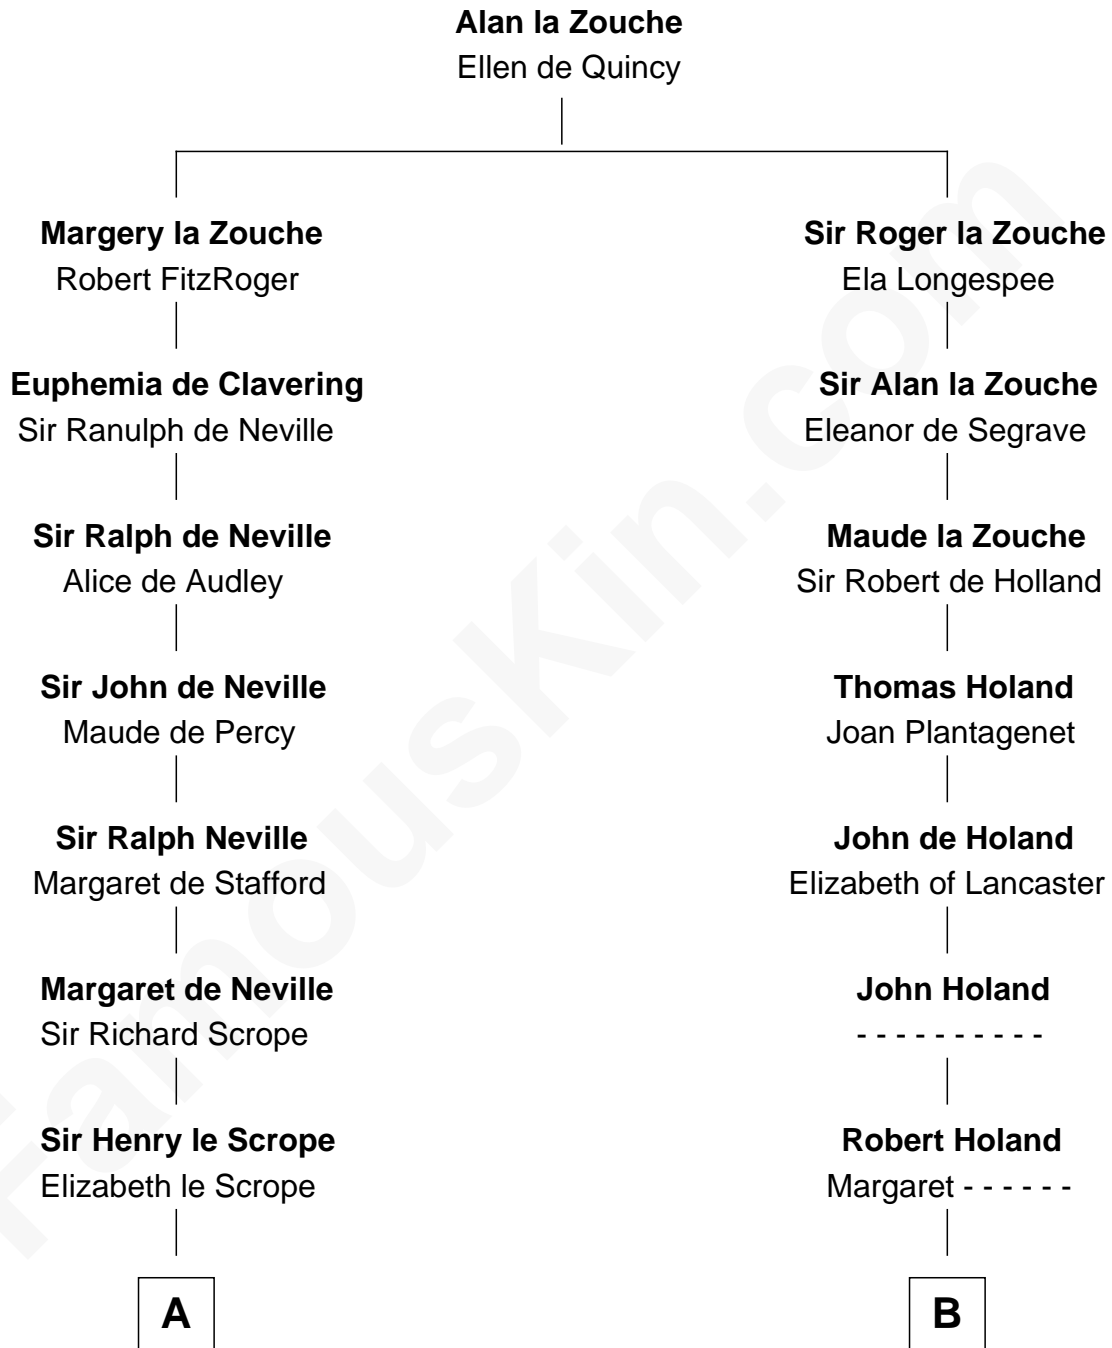 Alan la Zouche
Ellen de Quincy
Margery la Zouche
Robert FitzRoger
Sir Roger la Zouche
Ela Longespee
Euphemia de Clavering
Sir Ranulph de Neville
Sir Alan la Zouche
Eleanor de Segrave
Sir Ralph de Neville
Alice de Audley
Maude la Zouche
Sir Robert de Holland
Sir John de Neville
Maude de Percy
Thomas Holand
Joan Plantagenet
Sir Ralph Neville
Margaret de Stafford
John de Holand
Elizabeth of Lancaster
Margaret de Neville
Sir Richard Scrope
John Holand
- - - - - - - - - -
Sir Henry le Scrope
Elizabeth le Scrope
Robert Holand
Margaret - - - - - -
A
B
FamousKin.com